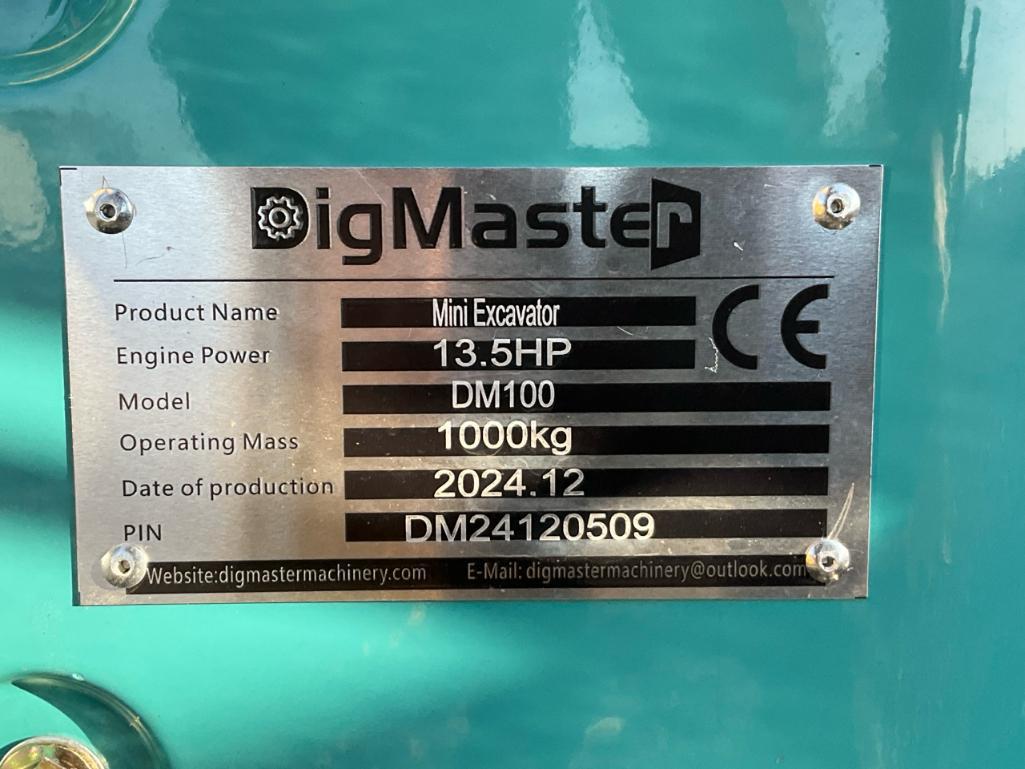 DigMaster
Product Name Mini Excavator
CE
Engine Power 13.5HP
Model DM100
Operating Mass 1000kg
Date of production 2024.12
PIN DM24120509
Website:digmastermachinery.com E-Mail: digmastermachinery@outlook.com